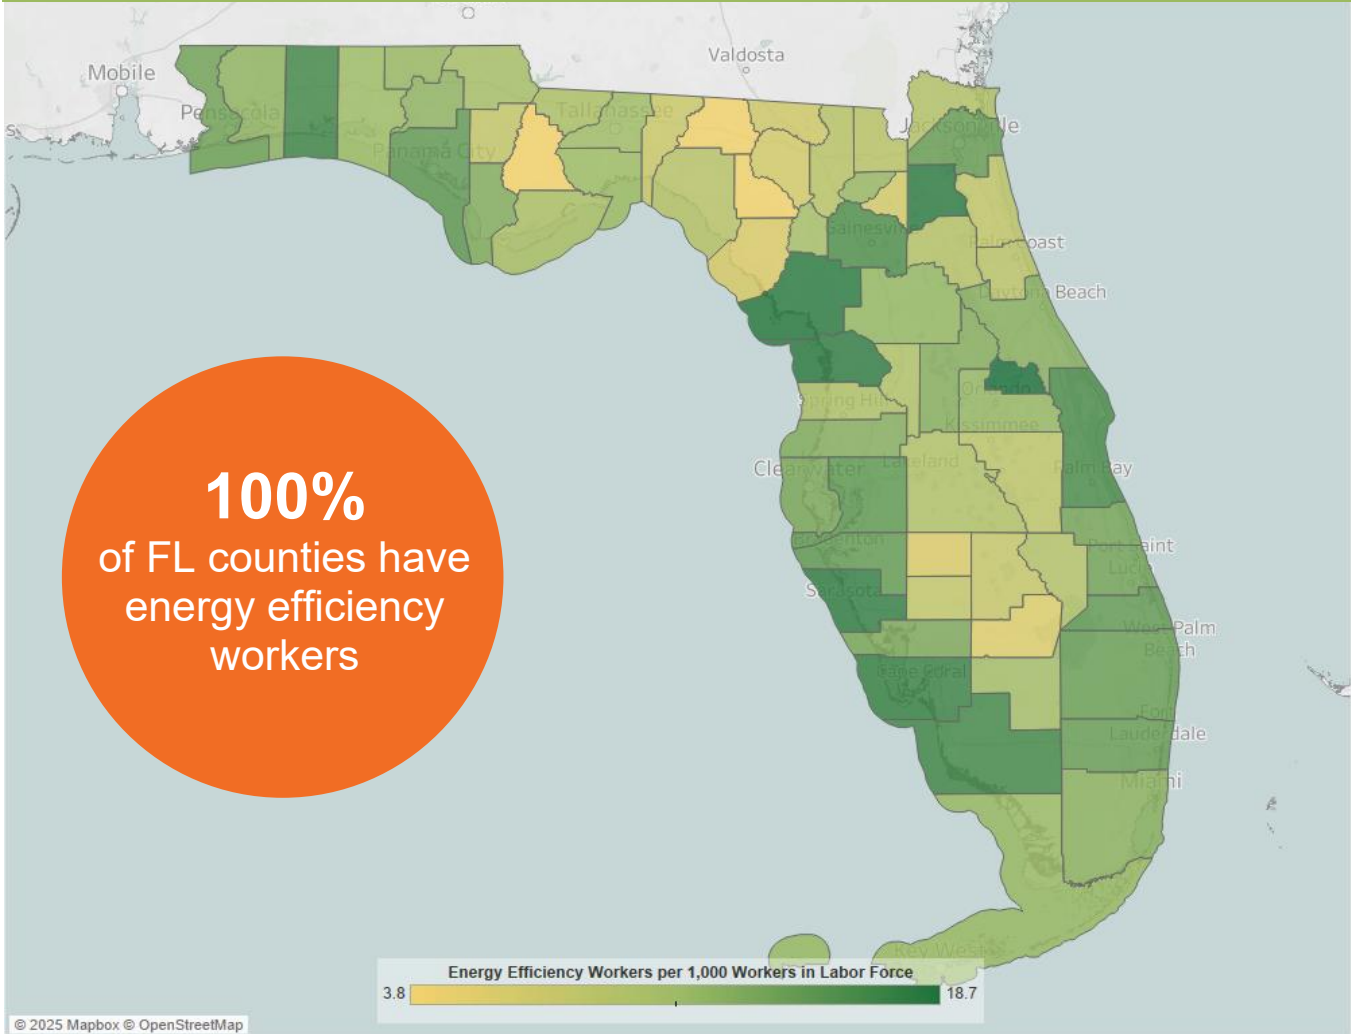 Valdosta
Mobile
Pensacola
Tallahassee
Jacksonville
Panama City
Gainesville
Palm Coast
Daytona Beach
Orlando
Spring Hill
Kissimmee
Clearwater
Lakeland
Palm Bay
100%
of FL counties have
energy efficiency
workers
Bradenton
Port Saint
Lucie
Sarasota
West Palm
Beach
Cape Coral
Fort
Lauderdale
Miami
Key West
Energy Efficiency Workers per 1,000 Workers in Labor Force
3.8
18.7
© 2025 Mapbox © OpenStreetMap